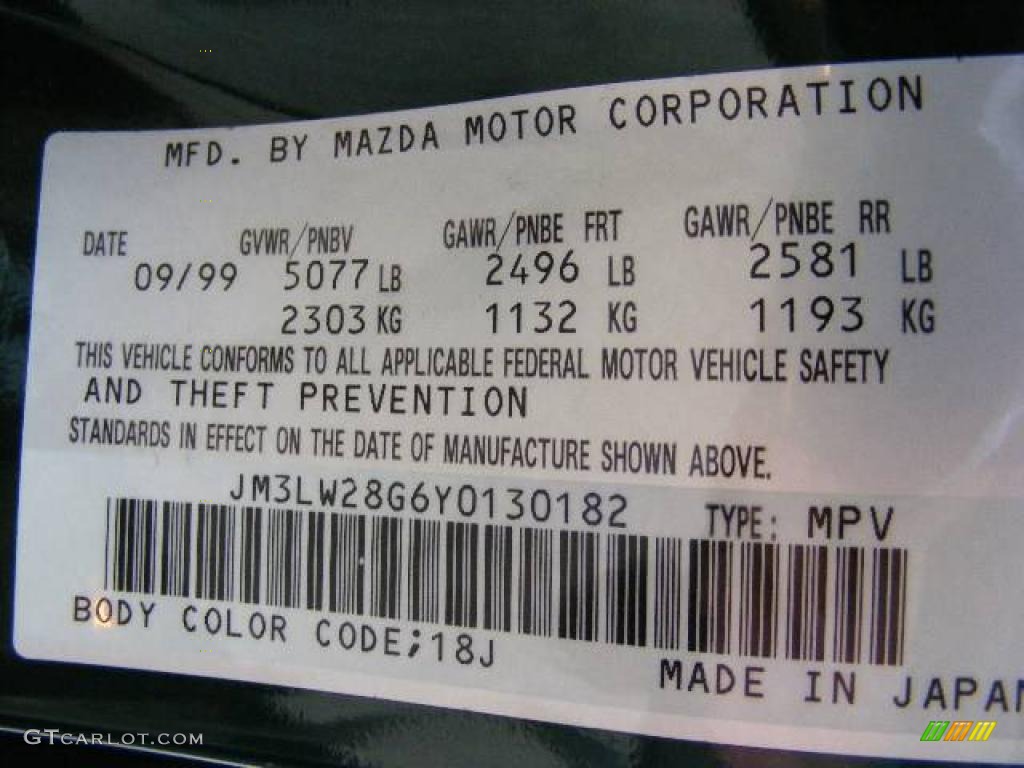 MFD. BY MAZDA MOTOR CORPORATION
DATE GVWR/PNBV GAWR/PNBE FRT GAWR/PNBE RR
09/99 5077 LB 2496 LB 2581 LB
2303 KG 1132 KG 1193 KG
THIS VEHICLE CONFORMS TO ALL APPLICABLE FEDERAL MOTOR VEHICLE SAFETY
AND THEFT PREVENTION
STANDARDS IN EFFECT ON THE DATE OF MANUFACTURE SHOWN ABOVE.
JM3LW28G6Y0130182 TYPE: MPV
BODY COLOR CODE;18J
MADE IN JAPAN
GTCARLOT.COM